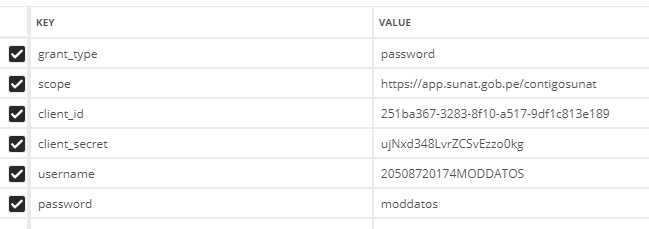 KEY VALUE
grant_type password
scope https://app.sunat.gob.pe/contigosunat
client_id 251ba367-3283-8f10-a517-9df1c813e189
client_secret ujNxd348LvrZCSvEzzo0kg
username 20508720174MODDATOS
password moddatos